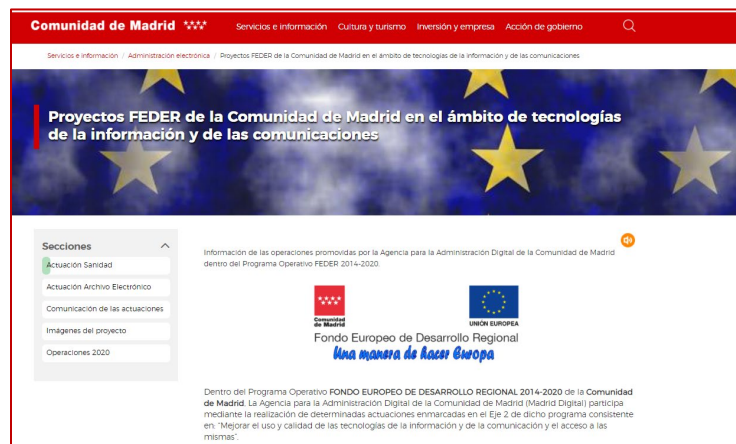 Comunidad de Madrid
Servicios e información Cultura y turismo Inversión y empresa Acción de gobierno
Servicios e información / Administración electrónica / Proyectos FEDER de la Comunidad de Madrid en el ámbito de tecnologías de la información y de las comunicaciones
Proyectos FEDER de la Comunidad de Madrid en el ámbito de tecnologías
de la información y de las comunicaciones
Secciones
Actuación Sanidad
Actuación Archivo Electrónico
Comunicación de las actuaciones
Imágenes del proyecto
Operaciones 2020
Información de las operaciones promovidas por la Agencia para la Administración Digital de la Comunidad de Madrid
dentro del Programa Operativo FEDER 2014-2020.
Comunidad
de Madrid
UNIÓN EUROPEA
Fondo Europeo de Desarrollo Regional
Una manera de hacer Europa
Dentro del Programa Operativo FONDO EUROPEO DE DESARROLLO REGIONAL 2014-2020 de la Comunidad
de Madrid, La Agencia para la Administración Digital de la Comunidad de Madrid (Madrid Digital) participa
mediante la realización de determinadas actuaciones enmarcadas en el Eje 2 de dicho programa consistente
en: "Mejorar el uso y calidad de las tecnologías de la información y de la comunicación y el acceso a las
mismas".